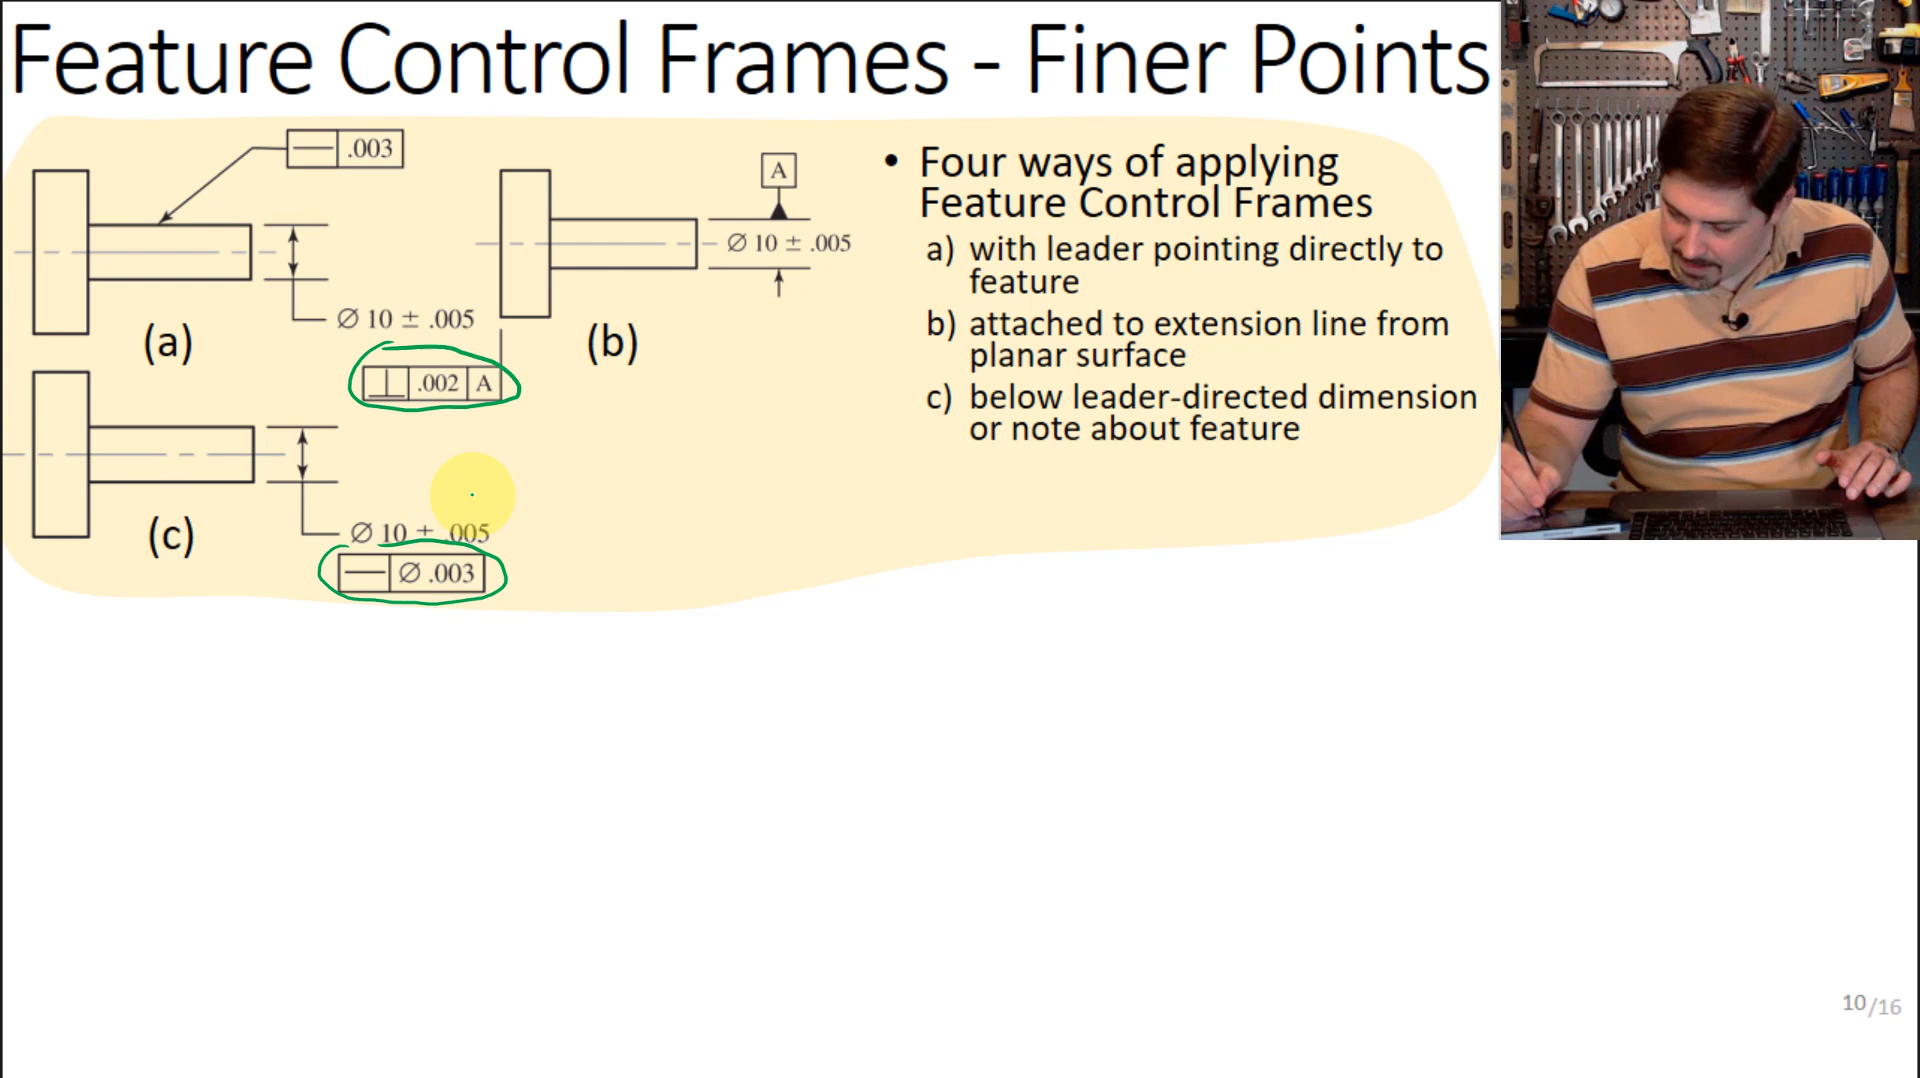 Feature Control Frames - Finer Points
.003
Ø 10 ± .005
(a)
A
Ø 10 ± .005
(b)
⊥ .002 A
Ø 10 ± .005
Ø .003
(c)
• Four ways of applying
Feature Control Frames
a) with leader pointing directly to
feature
b) attached to extension line from
planar surface
c) below leader-directed dimension
or note about feature
10/16